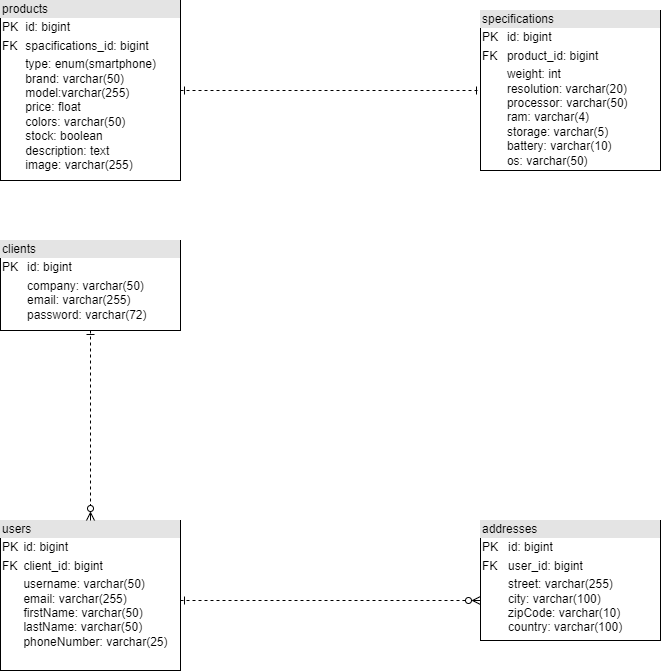 products
PK id: bigint
FK spacifications_id: bigint
type: enum(smartphone)
brand: varchar(50)
model:varchar(255)
price: float
colors: varchar(50)
stock: boolean
description: text
image: varchar(255)
specifications
PK id: bigint
FK product_id: bigint
weight: int
resolution: varchar(20)
processor: varchar(50)
ram: varchar(4)
storage: varchar(5)
battery: varchar(10)
os: varchar(50)
clients
PK id: bigint
company: varchar(50)
email: varchar(255)
password: varchar(72)
users
PK id: bigint
FK client_id: bigint
username: varchar(50)
email: varchar(255)
firstName: varchar(50)
lastName: varchar(50)
phoneNumber: varchar(25)
addresses
PK id: bigint
FK user_id: bigint
street: varchar(255)
city: varchar(100)
zipCode: varchar(10)
country: varchar(100)